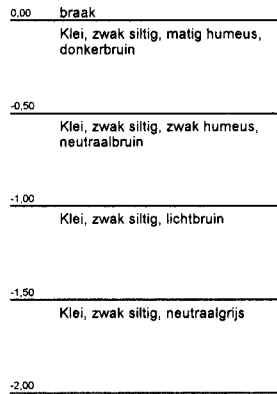 0,00 braak
Klei, zwak siltig, matig humeus,
donkerbruin
-0,50
Klei, zwak siltig, zwak humeus,
neutraalbruin
-1,00
Klei, zwak siltig, lichtbruin
-1,50
Klei, zwak siltig, neutraalgrijs
-2,00